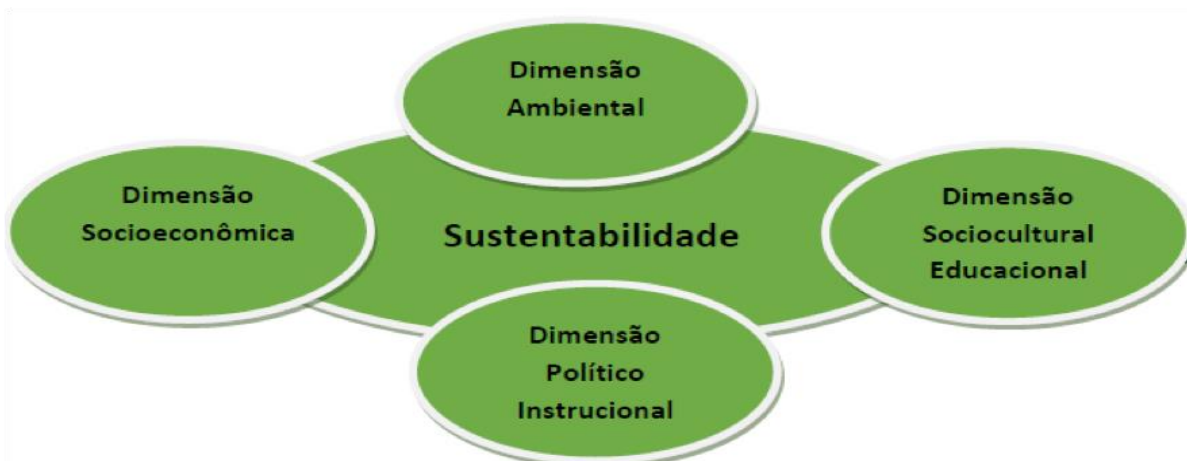 Dimensão
Ambiental
Dimensão
Socioeconômica
Sustentabilidade
Dimensão
Sociocultural
Educacional
Dimensão
Político
Instrucional